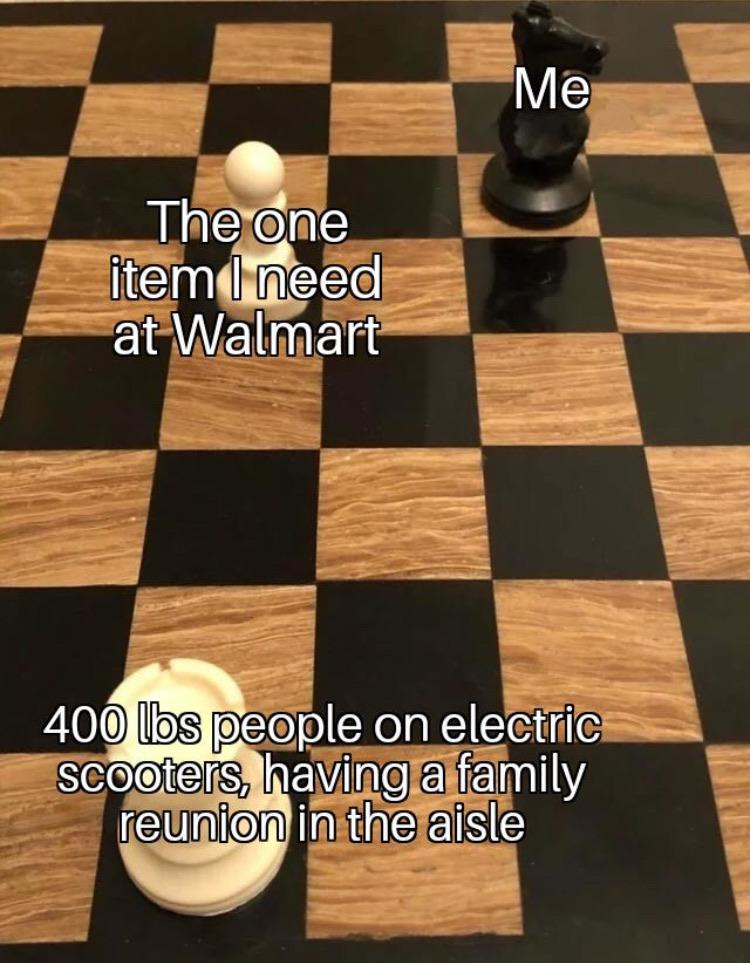 Me
The one
item I need
at Walmart
400 lbs people on electric
scooters, having a family
reunion in the aisle